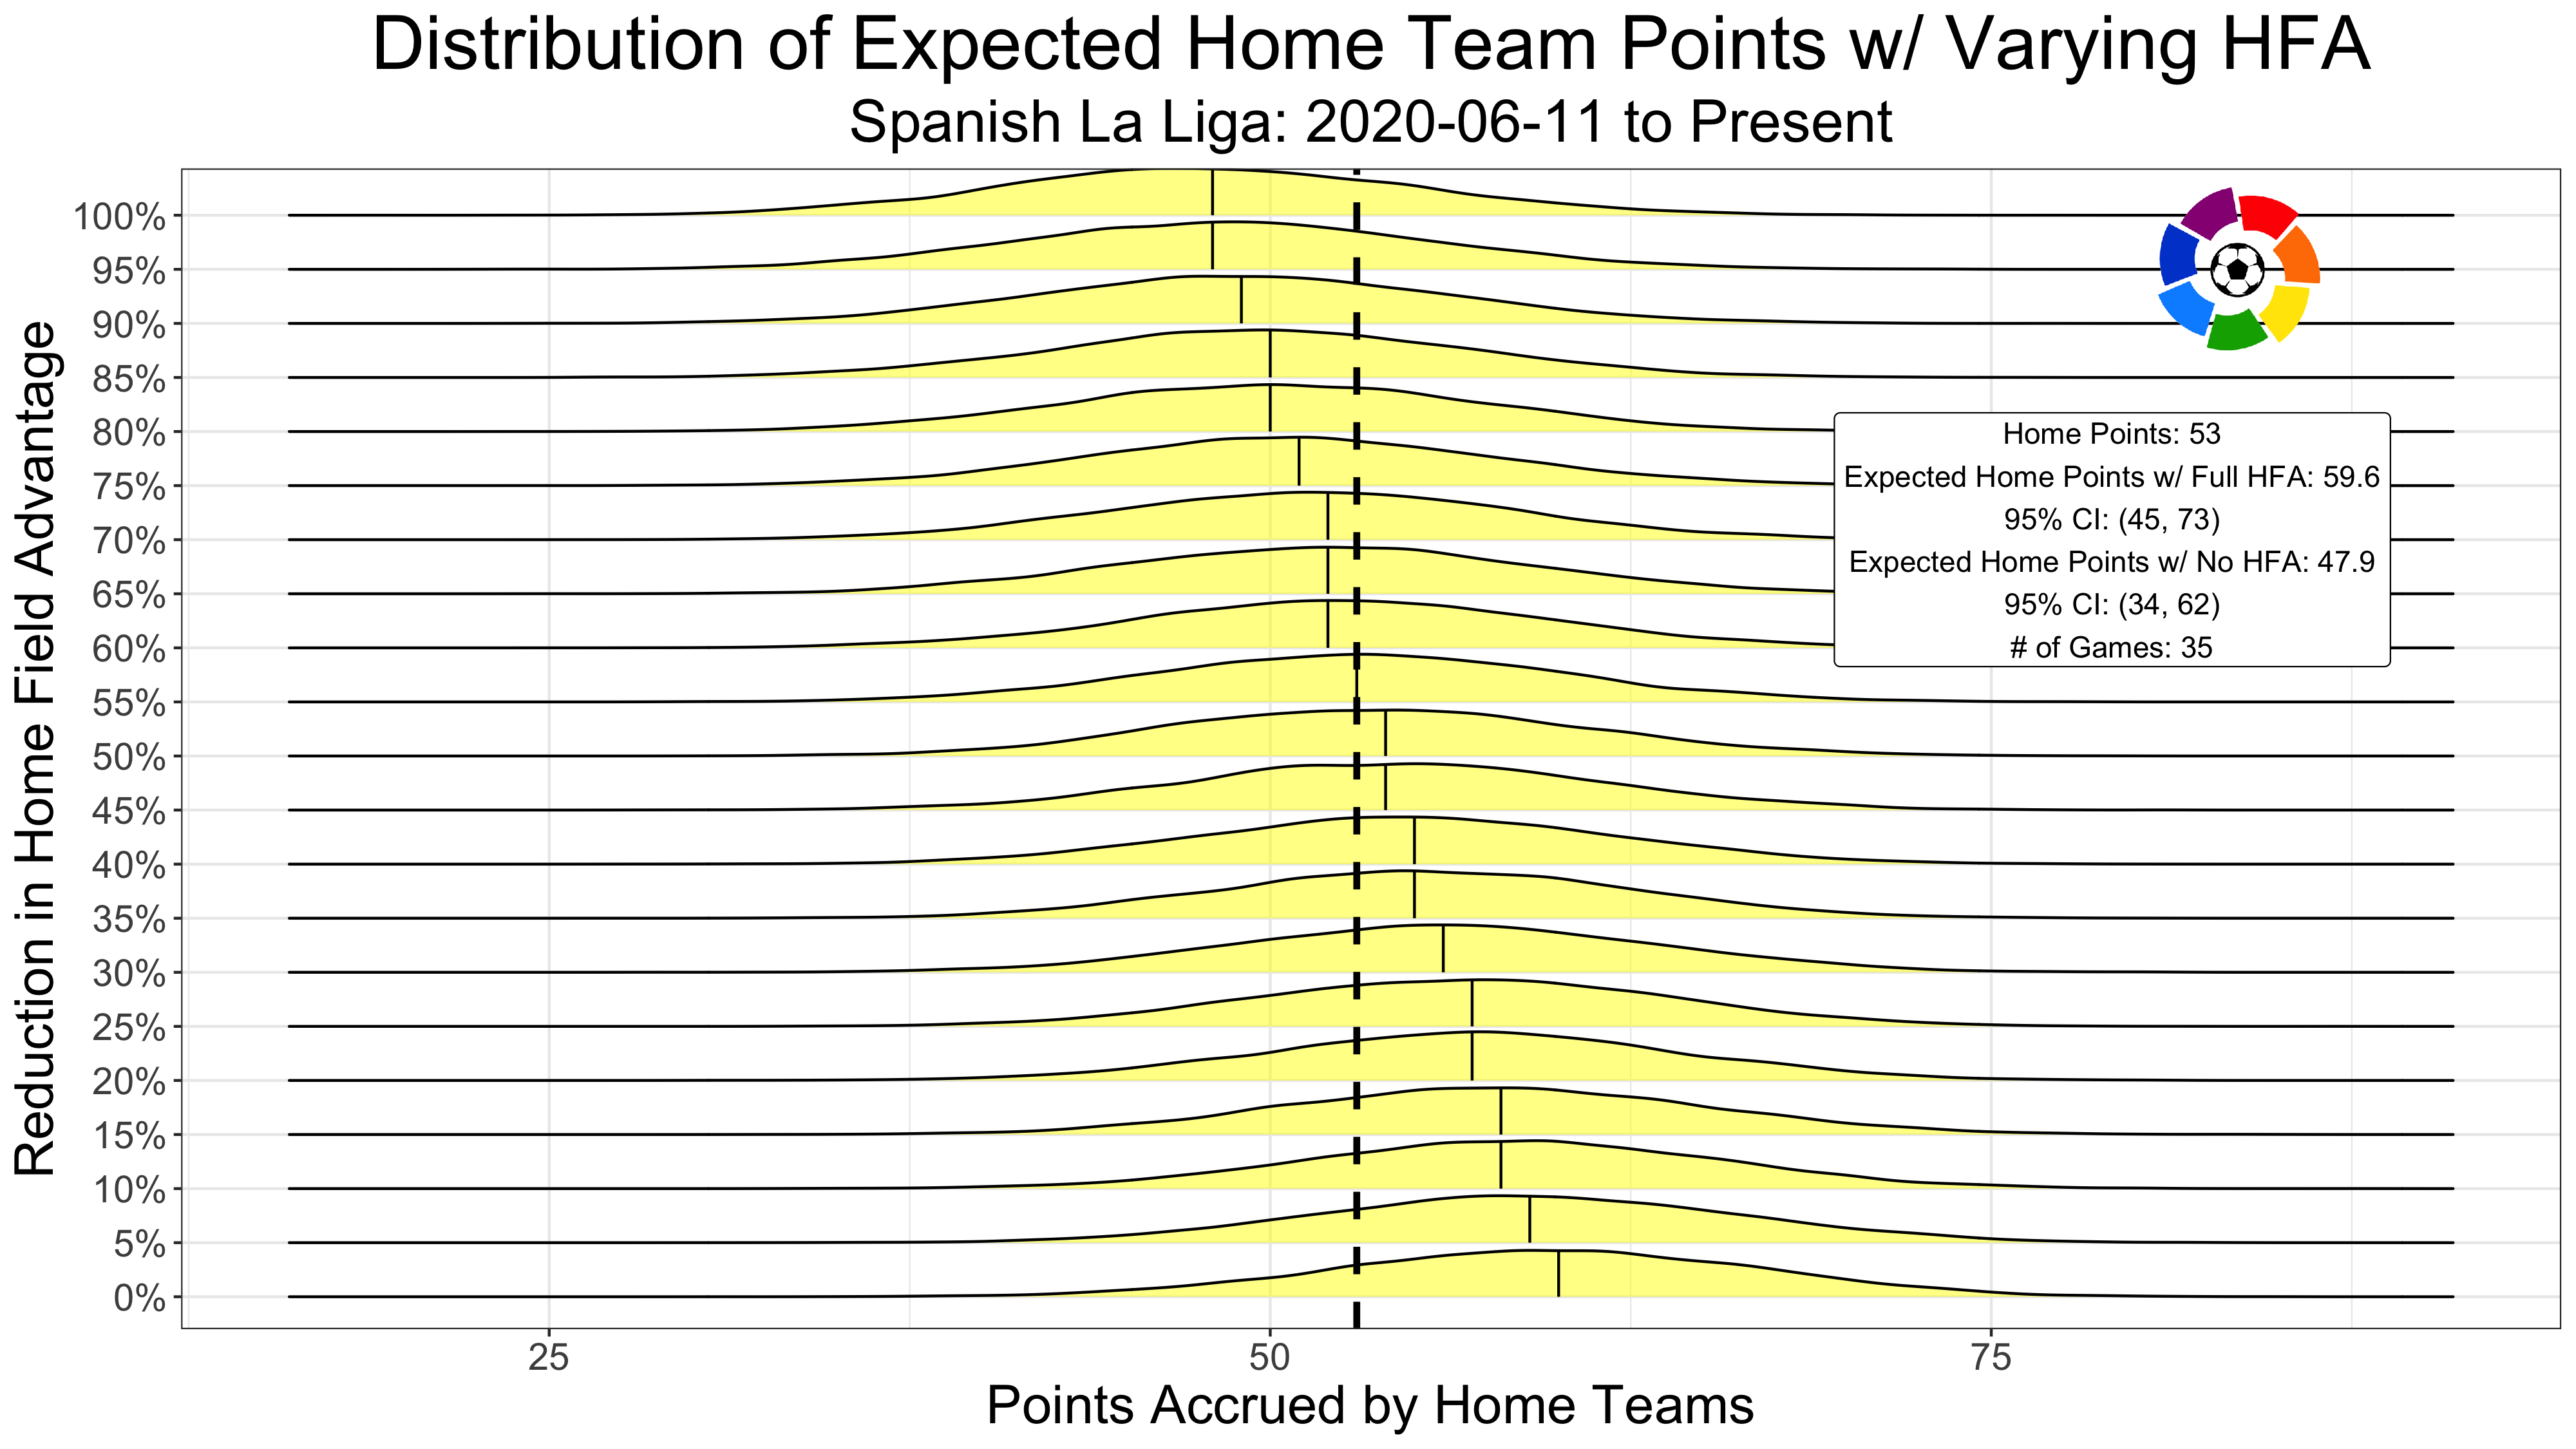 Distribution of Expected Home Team Points w/ Varying HFA
Spanish La Liga: 2020-06-11 to Present
Reduction in Home Field Advantage
100%
95%
90%
85%
80%
75%
70%
65%
60%
55%
50%
45%
40%
35%
30%
25%
20%
15%
10%
5%
0%
Home Points: 53
Expected Home Points w/ Full HFA: 59.6
95% CI: (45, 73)
Expected Home Points w/ No HFA: 47.9
95% CI: (34, 62)
# of Games: 35
25
50
75
Points Accrued by Home Teams